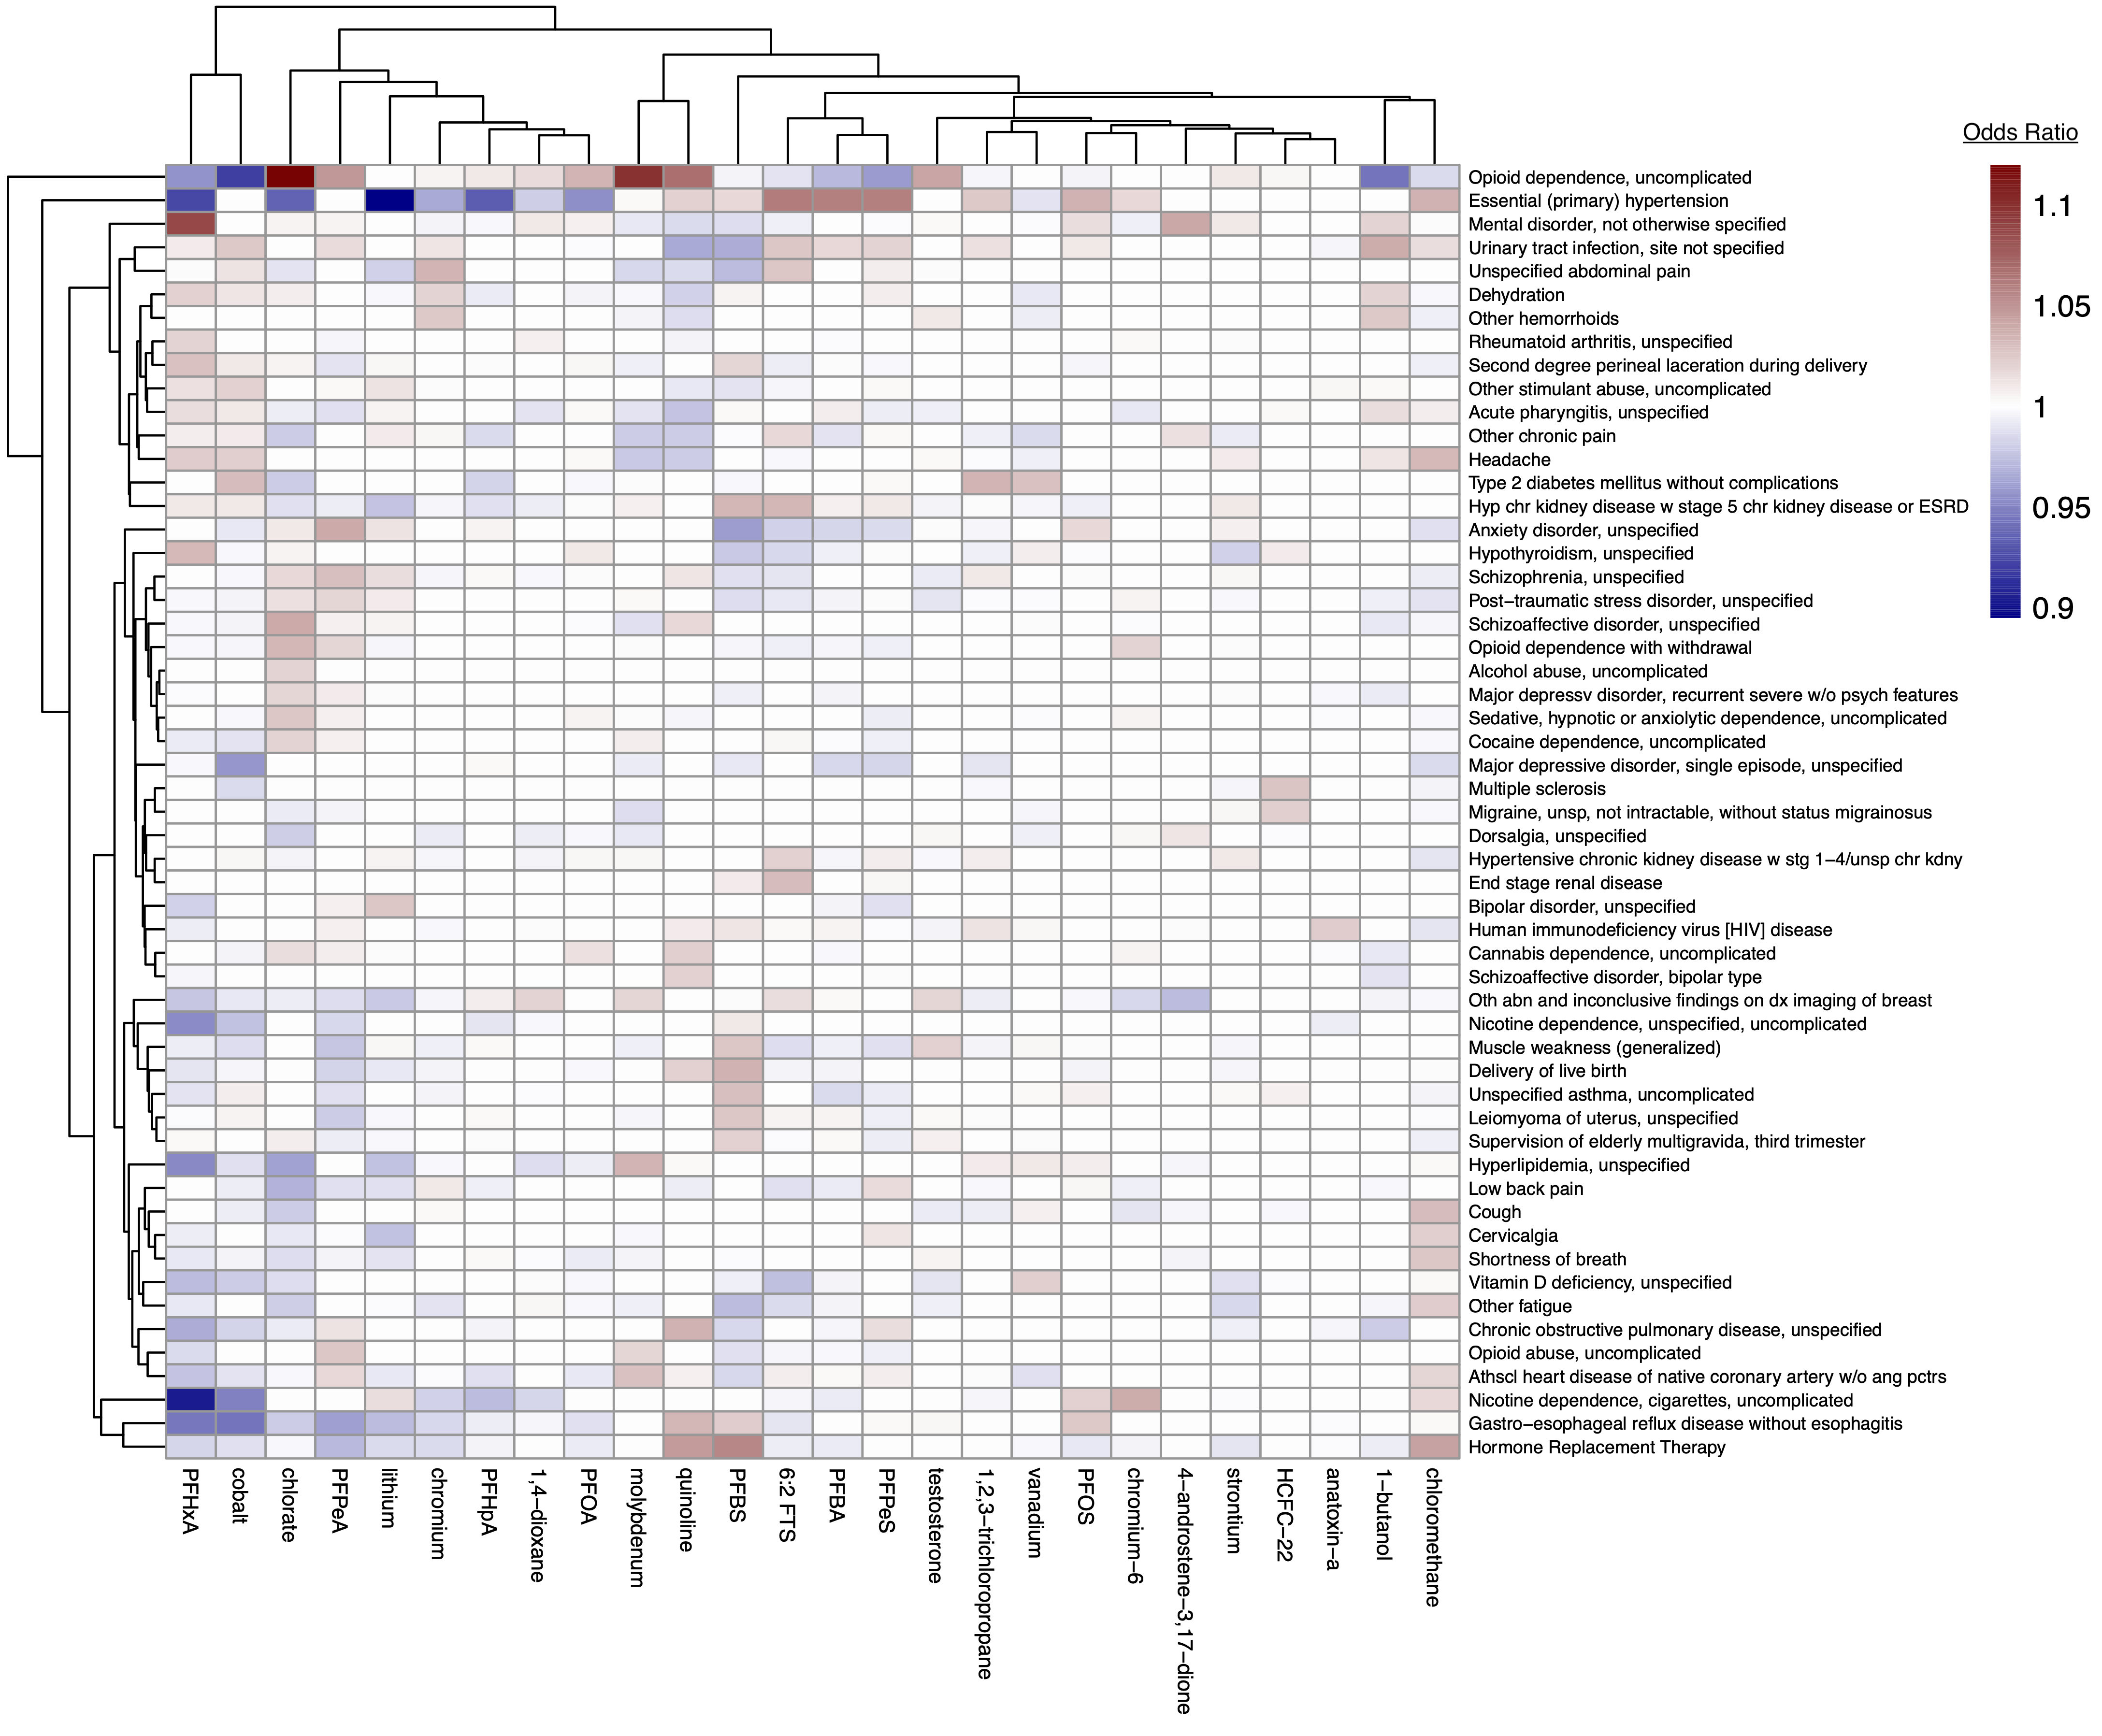 Odds Ratio
1.1
1.05
1
0.95
0.9
Opioid dependence, uncomplicated
Essential (primary) hypertension
Mental disorder, not otherwise specified
Urinary tract infection, site not specified
Unspecified abdominal pain
Dehydration
Other hemorrhoids
Rheumatoid arthritis, unspecified
Second degree perineal laceration during delivery
Other stimulant abuse, uncomplicated
Acute pharyngitis, unspecified
Other chronic pain
Headache
Type 2 diabetes mellitus without complications
Hyp chr kidney disease w stage 5 chr kidney disease or ESRD
Anxiety disorder, unspecified
Hypothyroidism, unspecified
Schizophrenia, unspecified
Post−traumatic stress disorder, unspecified
Schizoaffective disorder, unspecified
Opioid dependence with withdrawal
Alcohol abuse, uncomplicated
Major depressv disorder, recurrent severe w/o psych features
Sedative, hypnotic or anxiolytic dependence, uncomplicated
Cocaine dependence, uncomplicated
Major depressive disorder, single episode, unspecified
Multiple sclerosis
Migraine, unsp, not intractable, without status migrainosus
Dorsalgia, unspecified
Hypertensive chronic kidney disease w stg 1−4/unsp chr kdny
End stage renal disease
Bipolar disorder, unspecified
Human immunodeficiency virus [HIV] disease
Cannabis dependence, uncomplicated
Schizoaffective disorder, bipolar type
Oth abn and inconclusive findings on dx imaging of breast
Nicotine dependence, unspecified, uncomplicated
Muscle weakness (generalized)
Delivery of live birth
Unspecified asthma, uncomplicated
Leiomyoma of uterus, unspecified
Supervision of elderly multigravida, third trimester
Hyperlipidemia, unspecified
Low back pain
Cough
Cervicalgia
Shortness of breath
Vitamin D deficiency, unspecified
Other fatigue
Chronic obstructive pulmonary disease, unspecified
Opioid abuse, uncomplicated
Athscl heart disease of native coronary artery w/o ang pctrs
Nicotine dependence, cigarettes, uncomplicated
Gastro−esophageal reflux disease without esophagitis
Hormone Replacement Therapy
PFHxA
cobalt
chlorate
PFPeA
lithium
chromium
PFHpA
1,4−dioxane
PFOA
molybdenum
quinoline
PFBS
6:2 FTS
PFBA
PFPeS
testosterone
1,2,3−trichloropropane
vanadium
PFOS
chromium−6
4−androstene−3,17−dione
strontium
HCFC−22
anatoxin−a
1−butanol
chloromethane